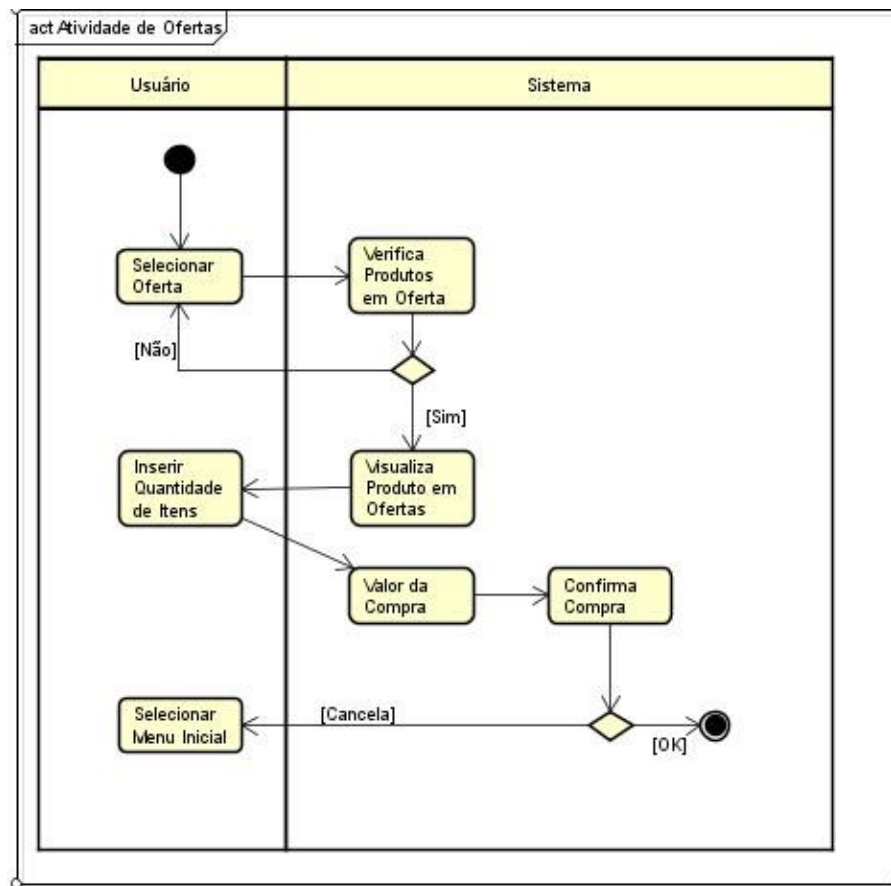 act Atividade de Ofertas
Usuário
Sistema
Selecionar
Oferta
Verifica
Produtos
em Oferta
[Não]
[Sim]
Inserir
Quantidade
de Itens
Visualiza
Produto em
Ofertas
Valor da
Compra
Confirma
Compra
Selecionar
Menu Inicial
[Cancela]
[OK]